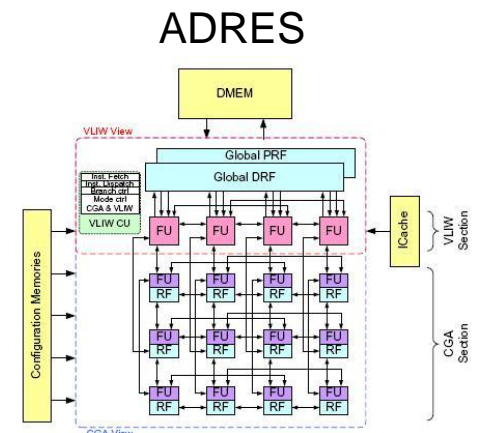 ADRES
DMEM
VLIW View
Global PRF
Global DRF
Inst. Fetch
Inst. Dispatch
Branch ctrl
Mode ctrl
CGA & VLIW
VLIW CU
FU FU FU FU
ICache
VLIW
Section
Configuration Memories
FU FU FU FU
RF RF RF RF
FU FU FU FU
RF RF RF RF
FU FU FU FU
RF RF RF RF
CGA
Section
CGA View